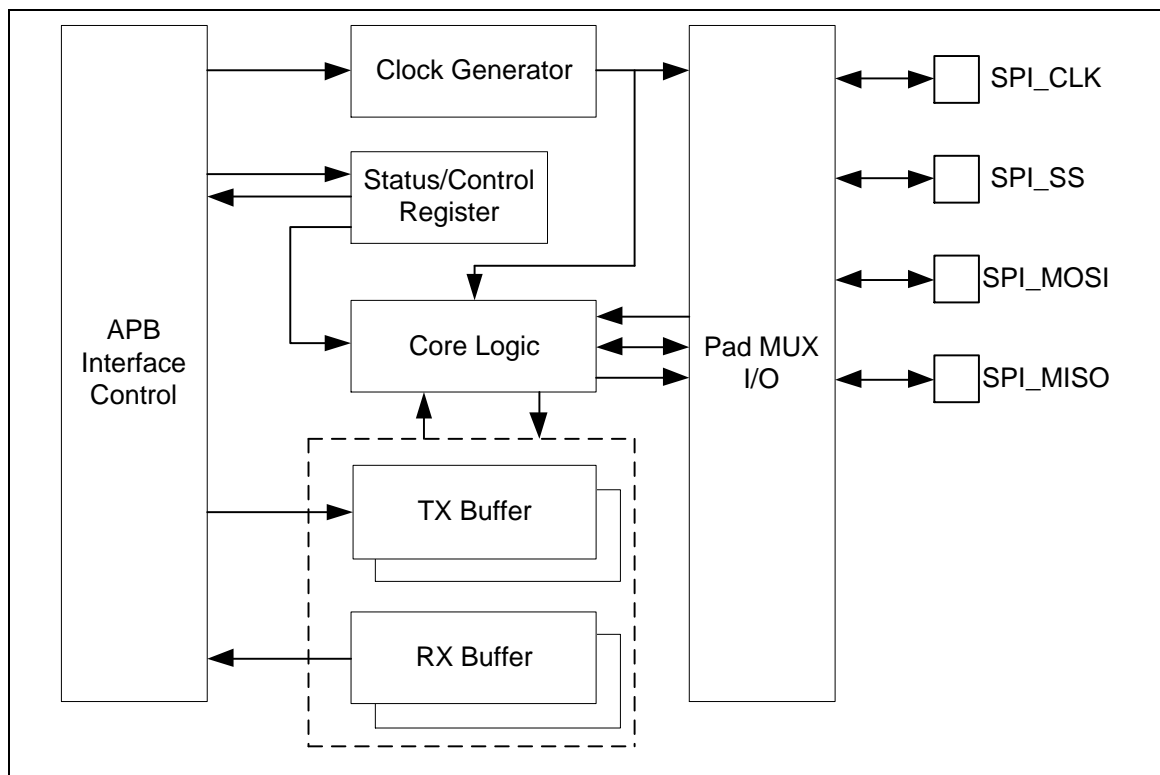 Clock Generator
SPI_CLK
Status/Control
Register
SPI_SS
SPI_MOSI
APB
Interface
Control
Core Logic
Pad MUX
I/O
SPI_MISO
TX Buffer
RX Buffer